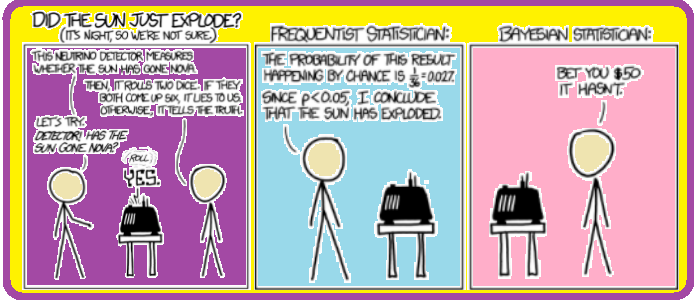 DID THE SUN JUST EXPLODE?
(IT'S NIGHT, SO WE'RE NOT SURE.)
THIS NEUTRINO DETECTOR MEASURES
WHETHER THE SUN HAS GONE NOVA.
THEN, IT ROLLS TWO DICE. IF THEY
BOTH COME UP SIX, IT LIES TO US.
OTHERWISE, IT TELLS THE TRUTH.
LET'S TRY.
DETECTOR! HAS THE
SUN GONE NOVA?
(ROLL)
YES.
FREQUENTIST STATISTICIAN:
THE PROBABILITY OF THIS RESULT
HAPPENING BY CHANCE IS 1/36=0.027.
SINCE P<0.05, I CONCLUDE
THAT THE SUN HAS EXPLODED.
BAYESIAN STATISTICIAN:
BET YOU $50
IT HASN'T.